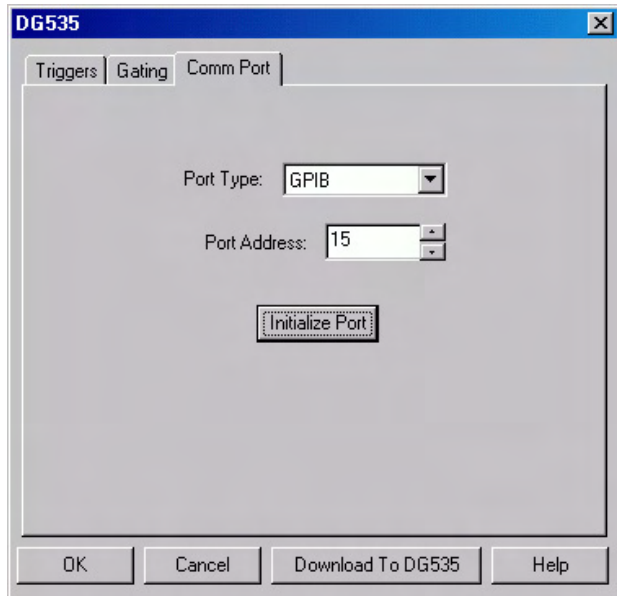 DG535
Triggers Gating Comm Port
Port Type: GPIB
Port Address: 15
Initialize Port
OK Cancel Download To DG535 Help